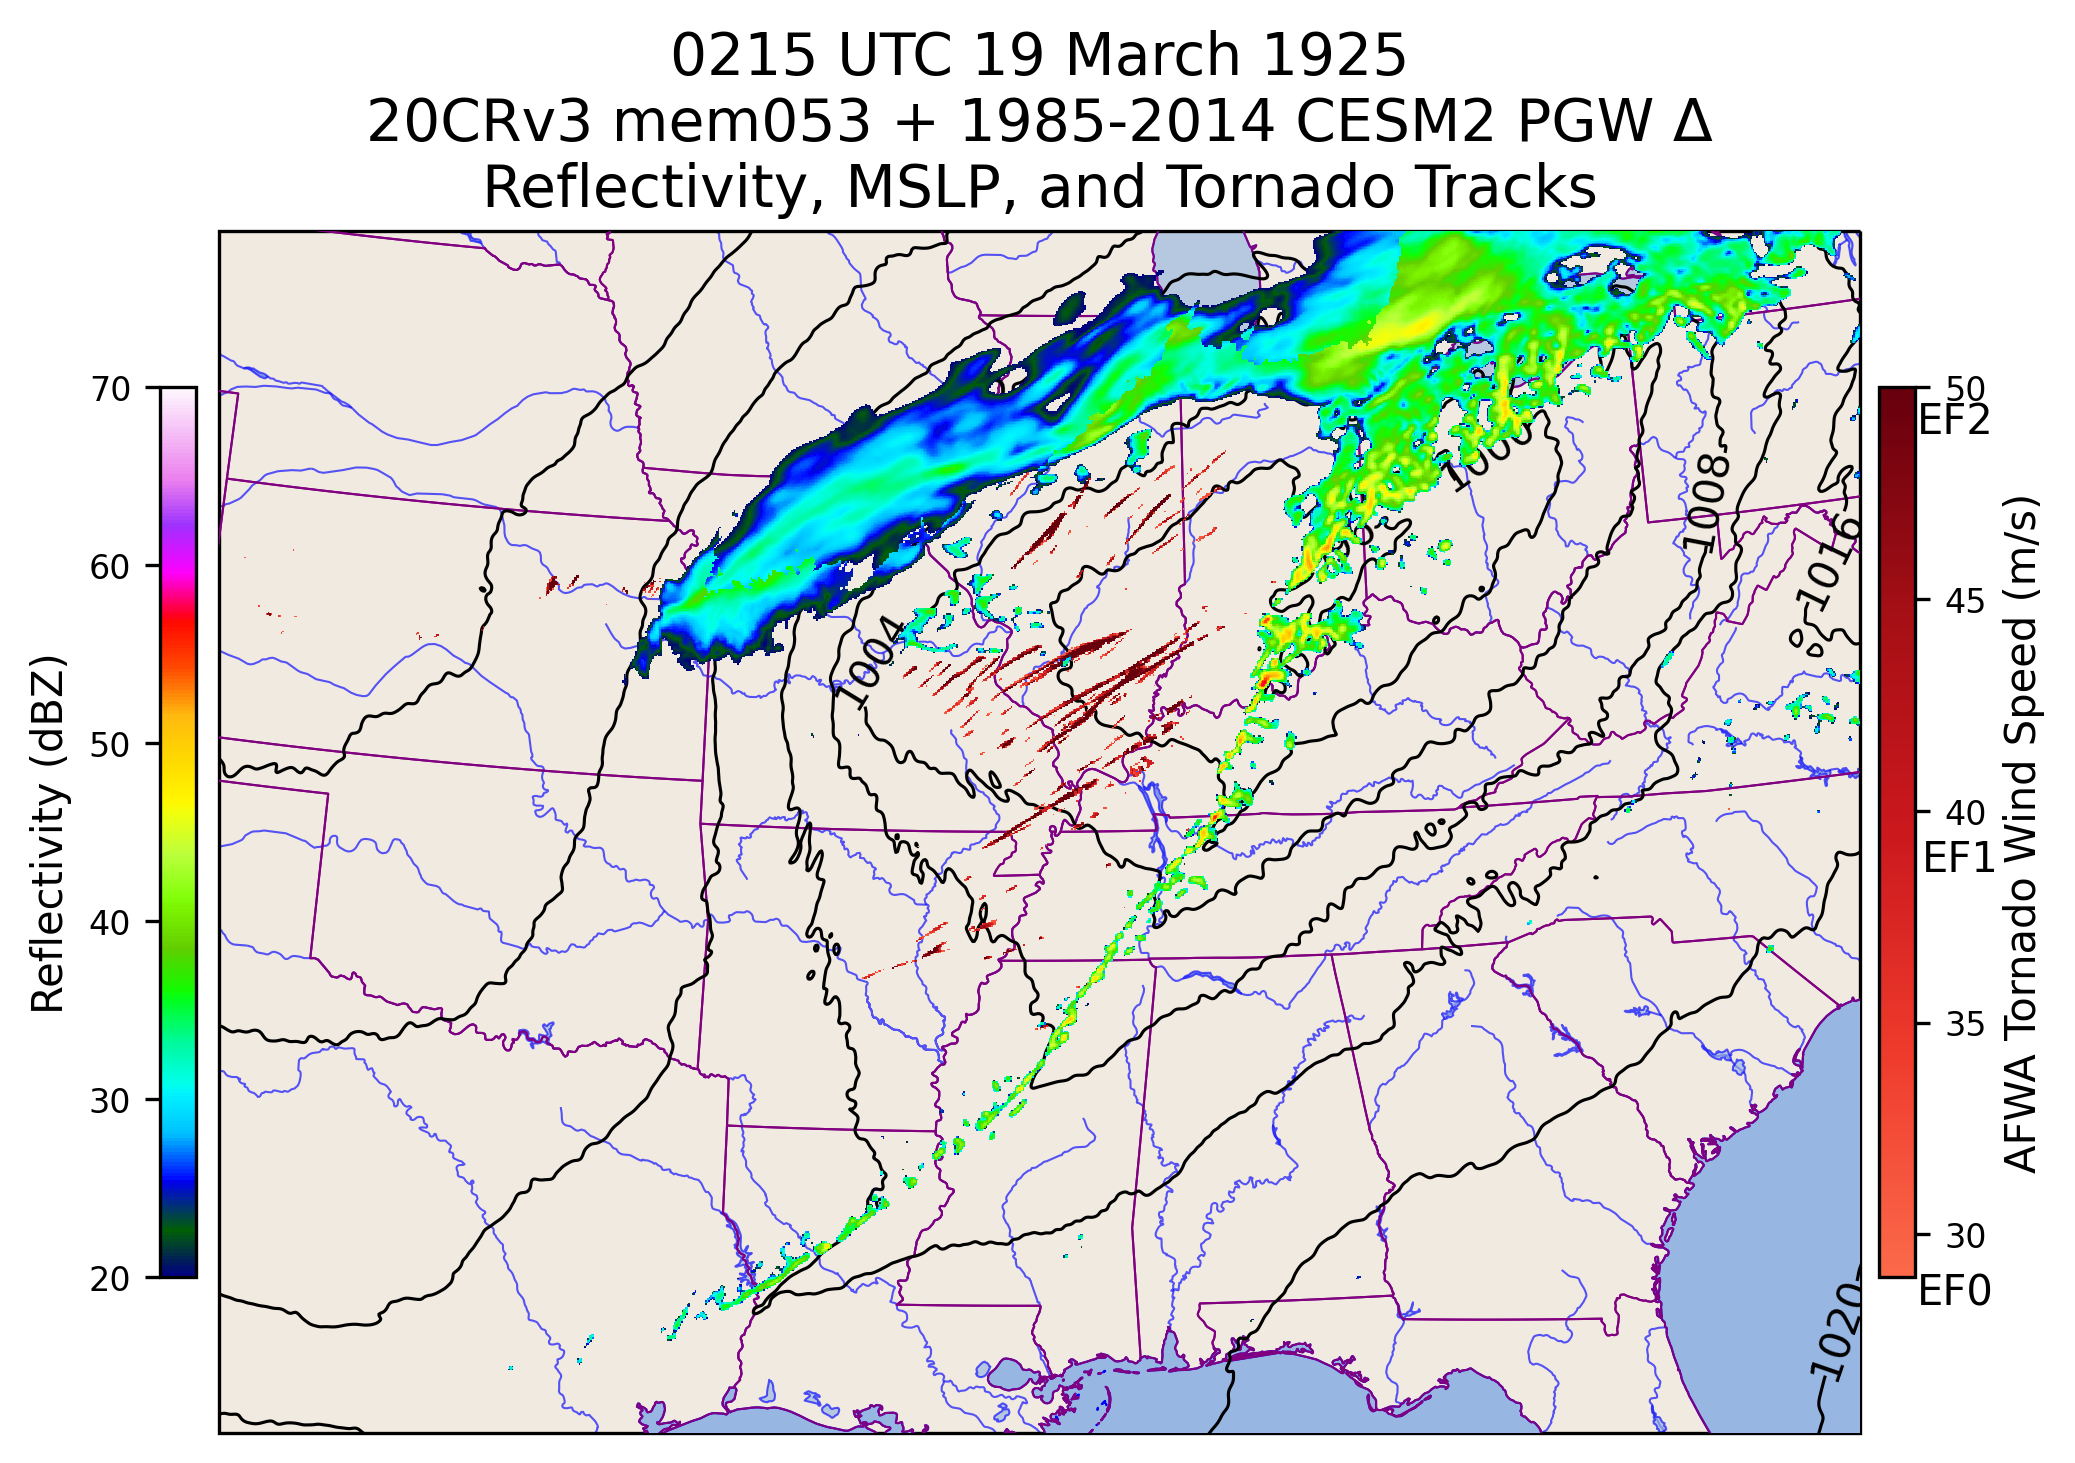 0215 UTC 19 March 1925
20CRv3 mem053 + 1985-2014 CESM2 PGW Δ
Reflectivity, MSLP, and Tornado Tracks
Reflectivity (dBZ)
70
60
50
40
30
20
1004
1008
1016
1020
50
EF2
45
40
EF1
35
30
EF0
AFWA Tornado Wind Speed (m/s)